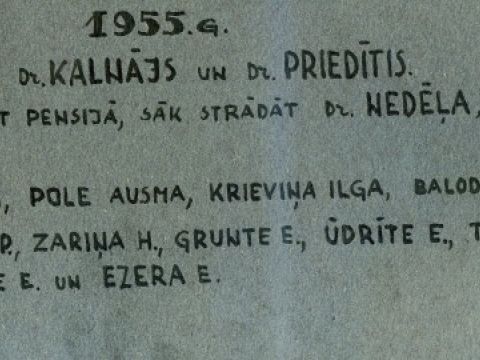 1955.G.
Dr. KALNĀJS UN Dr. PRIEDĪTIS.
T PENSIJĀ, SĀK STRĀDĀT Dr. NEDĒĻA,
, POLE AUSMA, KRIEVIŅA ILGA, BALOD
P., ZARIŅA H., GRUNTE E., ŪDRĪTE E., T
E E. UN EZERA E.